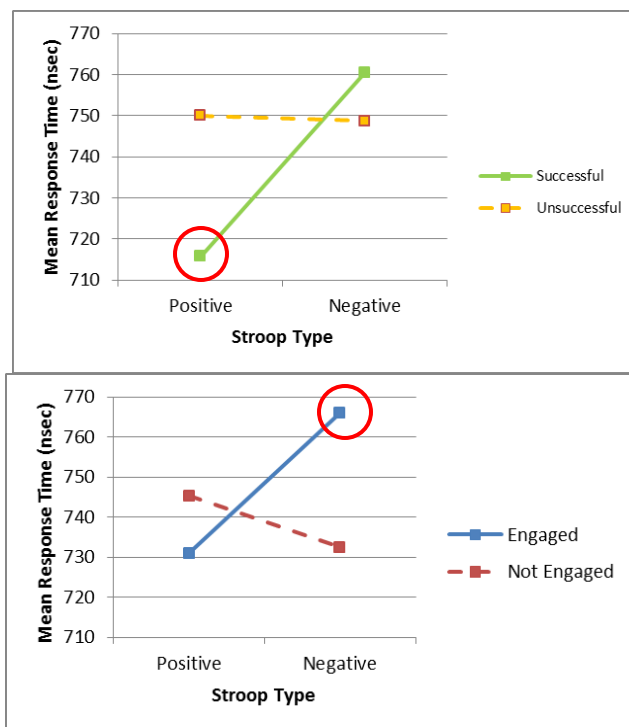 770
760
750
740
730
720
710
Mean Response Time (nsec)
Positive
Negative
Stroop Type
Successful
Unsuccessful
770
760
750
740
730
720
710
Mean Response Time (nsec)
Positive
Negative
Stroop Type
Engaged
Not Engaged